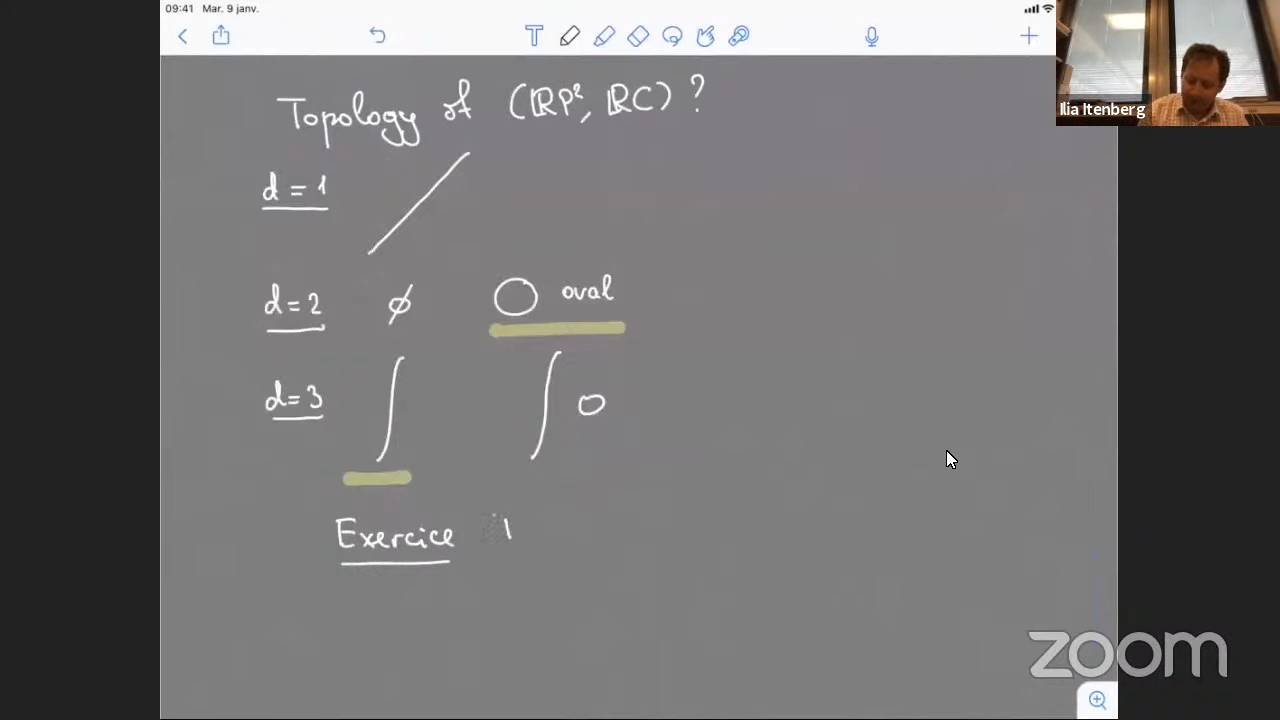 09:41 Mar. 9 janv.
Ilia Itenberg
Topology of (ℝP², ℝC) ?
d = 1
d = 2 ∅ oval
d = 3
Exercice
zoom